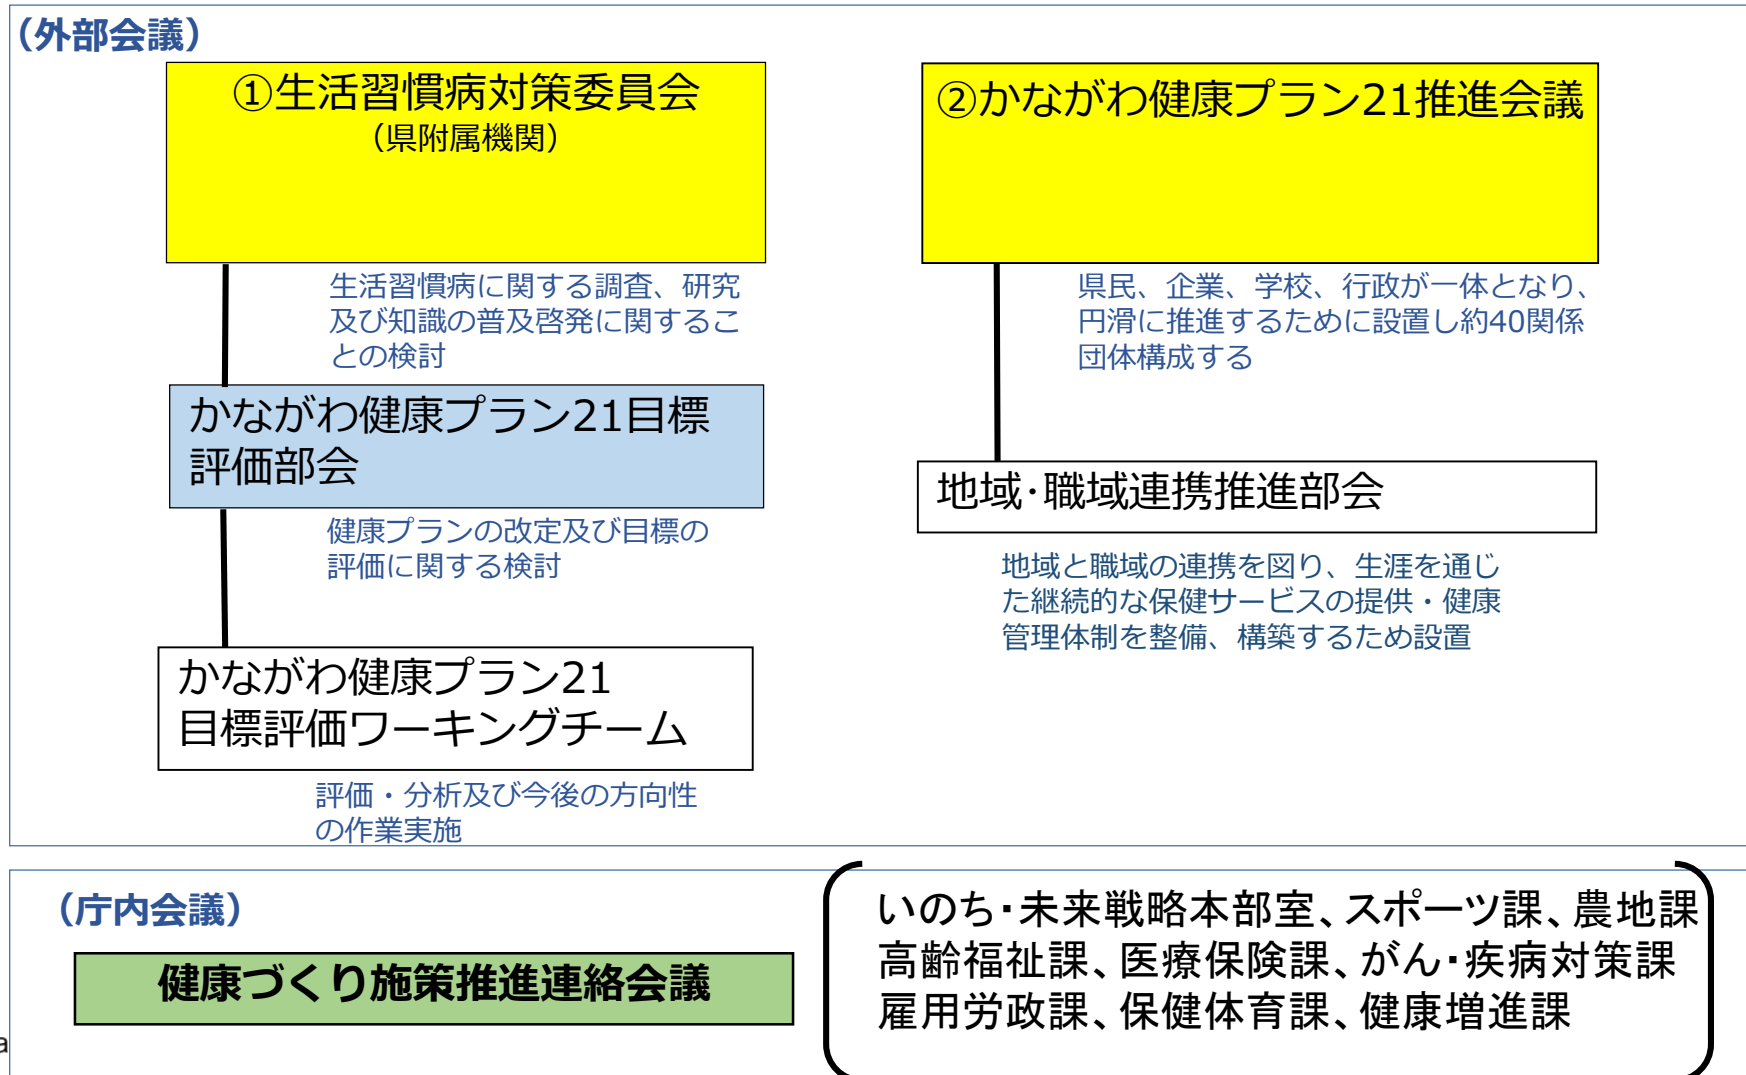 （外部会議）
①生活習慣病対策委員会
（県附属機関）
生活習慣病に関する調査、研究
及び知識の普及啓発に関するこ
との検討
かながわ健康プラン21目標
評価部会
健康プランの改定及び目標の
評価に関する検討
かながわ健康プラン21
目標評価ワーキングチーム
評価・分析及び今後の方向性
の作業実施
②かながわ健康プラン21推進会議
県民、企業、学校、行政が一体となり、
円滑に推進するために設置し約40関係
団体構成する
地域･職域連携推進部会
地域と職域の連携を図り、生涯を通じ
た継続的な保健サービスの提供・健康
管理体制を整備、構築するため設置
（庁内会議）
健康づくり施策推進連絡会議
いのち・未来戦略本部室、スポーツ課、農地課
高齢福祉課、医療保険課、がん・疾病対策課
雇用労政課、保健体育課、健康増進課
a